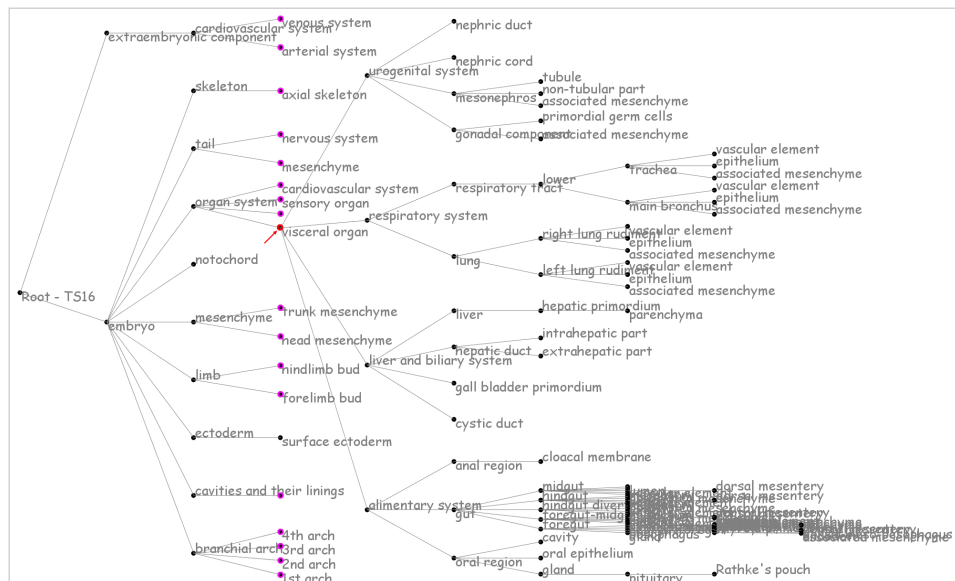 Root - TS16
extraembryonic component
cardiovascular system
venous system
arterial system
embryo
skeleton
axial skeleton
tail
nervous system
mesenchyme
organ system
cardiovascular system
sensory organ
visceral organ
notochord
mesenchyme
trunk mesenchyme
head mesenchyme
limb
hindlimb bud
forelimb bud
ectoderm
surface ectoderm
cavities and their linings
branchial arch
4th arch
3rd arch
2nd arch
1st arch
urogenital system
nephric duct
nephric cord
mesonephros
tubule
non-tubular part
associated mesenchyme
gonadal component
primordial germ cells
associated mesenchyme
respiratory system
respiratory tract
lower
trachea
vascular element
epithelium
associated mesenchyme
main bronchus
vascular element
epithelium
associated mesenchyme
lung
right lung rudiment
vascular element
epithelium
associated mesenchyme
left lung rudiment
vascular element
epithelium
associated mesenchyme
liver and biliary system
liver
hepatic primordium
parenchyma
hepatic duct
intrahepatic part
extrahepatic part
gall bladder primordium
cystic duct
alimentary system
anal region
cloacal membrane
gut
midgut
hindgut
foregut
dorsal mesentery
oral region
cavity
gland
oral epithelium
gland
pituitary
Rathke's pouch
associated mesenchyme